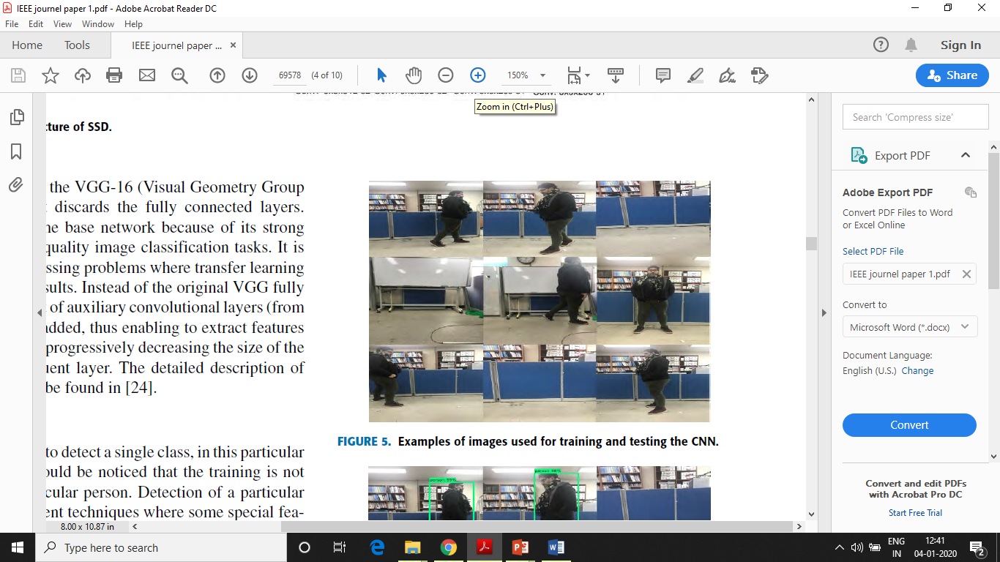 IEEE journel paper 1.pdf - Adobe Acrobat Reader DC
File Edit View Window Help
Home Tools IEEE journel paper ... × Sign In
69578 (4 of 10) 150% Share
Zoom in (Ctrl+Plus)
cture of SSD.
the VGG-16 (Visual Geometry Group
t discards the fully connected layers.
ne base network because of its strong
quality image classification tasks. It is
ssing problems where transfer learning
sults. Instead of the original VGG fully
of auxiliary convolutional layers (from
added, thus enabling to extract features
progressively decreasing the size of the
uent layer. The detailed description of
be found in [24].
to detect a single class, in this particular
ould be noticed that the training is not
cular person. Detection of a particular
ent techniques where some special fea-
8.00 x 10.87 in
FIGURE 5. Examples of images used for training and testing the CNN.
person: 99%
person: 98%
Search 'Compress size'
Export PDF
Adobe Export PDF
Convert PDF Files to Word
or Excel Online
Select PDF File
IEEE journel paper 1.pdf
Convert to
Microsoft Word (*.docx)
Document Language:
English (U.S.) Change
Convert
Convert and edit PDFs
with Acrobat Pro DC
Start Free Trial
Type here to search
ENG
IN
12:41
04-01-2020
2